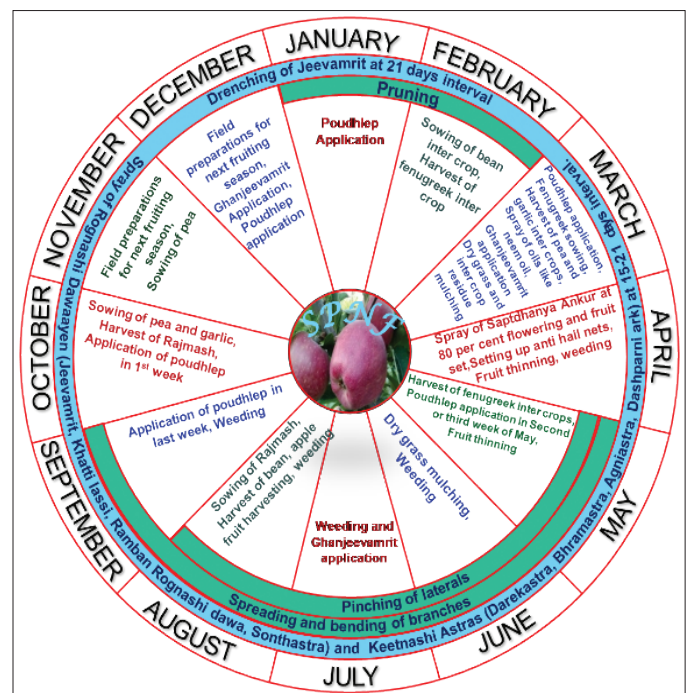 JANUARY
FEBRUARY
MARCH
APRIL
MAY
JUNE
JULY
AUGUST
SEPTEMBER
OCTOBER
NOVEMBER
DECEMBER
Drenching of Jeevamrit at 21 days interval
Spray of Rognashi Dawaayen (Jeevamrit, Khatti lassi, Ramban Rognashi dawa, Sonthastra) and Keetnashi Astras (Darekastra, Bhramastra, Agniastra, Dashparni ark) at 15-21 days interval.
Pruning
Poudhlep
Application
Sowing of bean
inter crop,
Harvest of
fenugreek inter
crop
Poudhlep application,
Fenugreek sowing,
Harvest of pea and
garlic inter crops,
Spray of oils like
neem oil,
Ghanjeevamrit
application
Dry grass and
inter crop
residue
mulching
Spray of Saptdhanya Ankur at
80 per cent flowering and fruit
set,Setting up anti hail nets,
Fruit thinning, weeding
Harvest of fenugreek inter crops,
Poudhlep application in Second
or third week of May,
Fruit thinning
Dry grass mulching,
Weeding
Weeding and
Ghanjeevamrit
application
Sowing of Rajmash,
Harvest of bean, apple
fruit harvesting, weeding
Application of poudhlep in
last week, Weeding
Sowing of pea and garlic,
Harvest of Rajmash,
Application of poudhlep
in 1st week
Field preparations
for next fruiting
season,
Sowing of pea
Field
preparations for
next fruiting
season,
Ghanjeevamrit
Application,
Poudhlep
application
SPNF
Pinching of laterals
Spreading and bending of branches